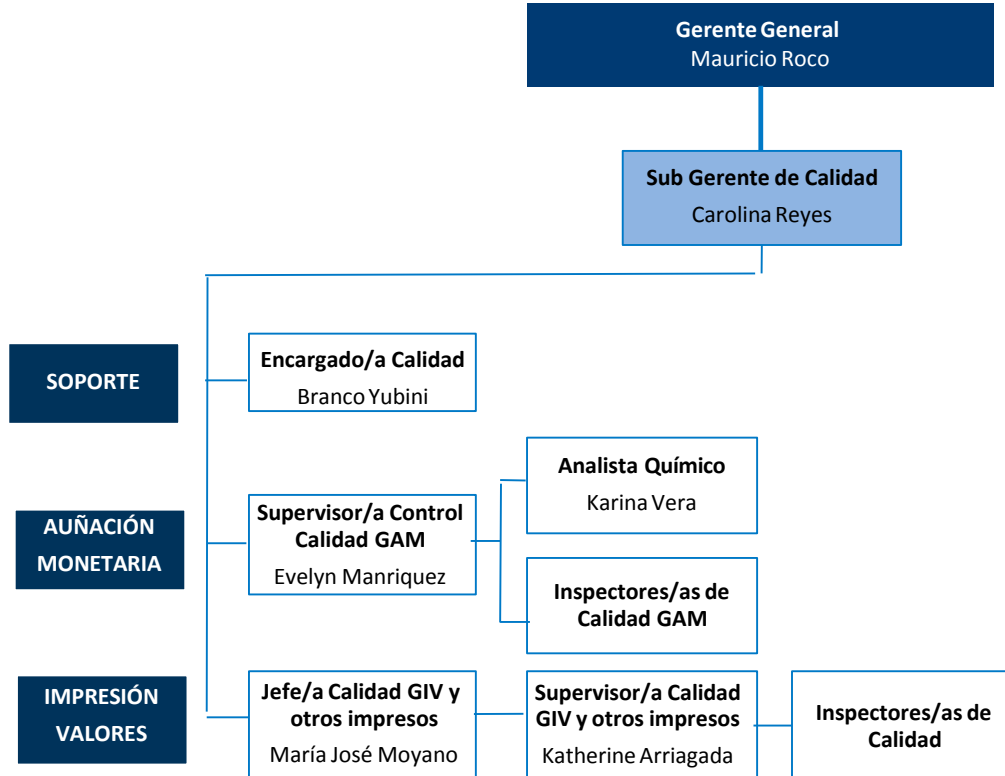 Gerente General
Mauricio Roco
Sub Gerente de Calidad
Carolina Reyes
SOPORTE
Encargado/a Calidad
Branco Yubini
AUÑACIÓN
MONETARIA
Supervisor/a Control
Calidad GAM
Evelyn Manriquez
Analista Químico
Karina Vera
Inspectores/as de
Calidad GAM
IMPRESIÓN
VALORES
Jefe/a Calidad GIV y
otros impresos
María José Moyano
Supervisor/a Calidad
GIV y otros impresos
Katherine Arriagada
Inspectores/as de
Calidad